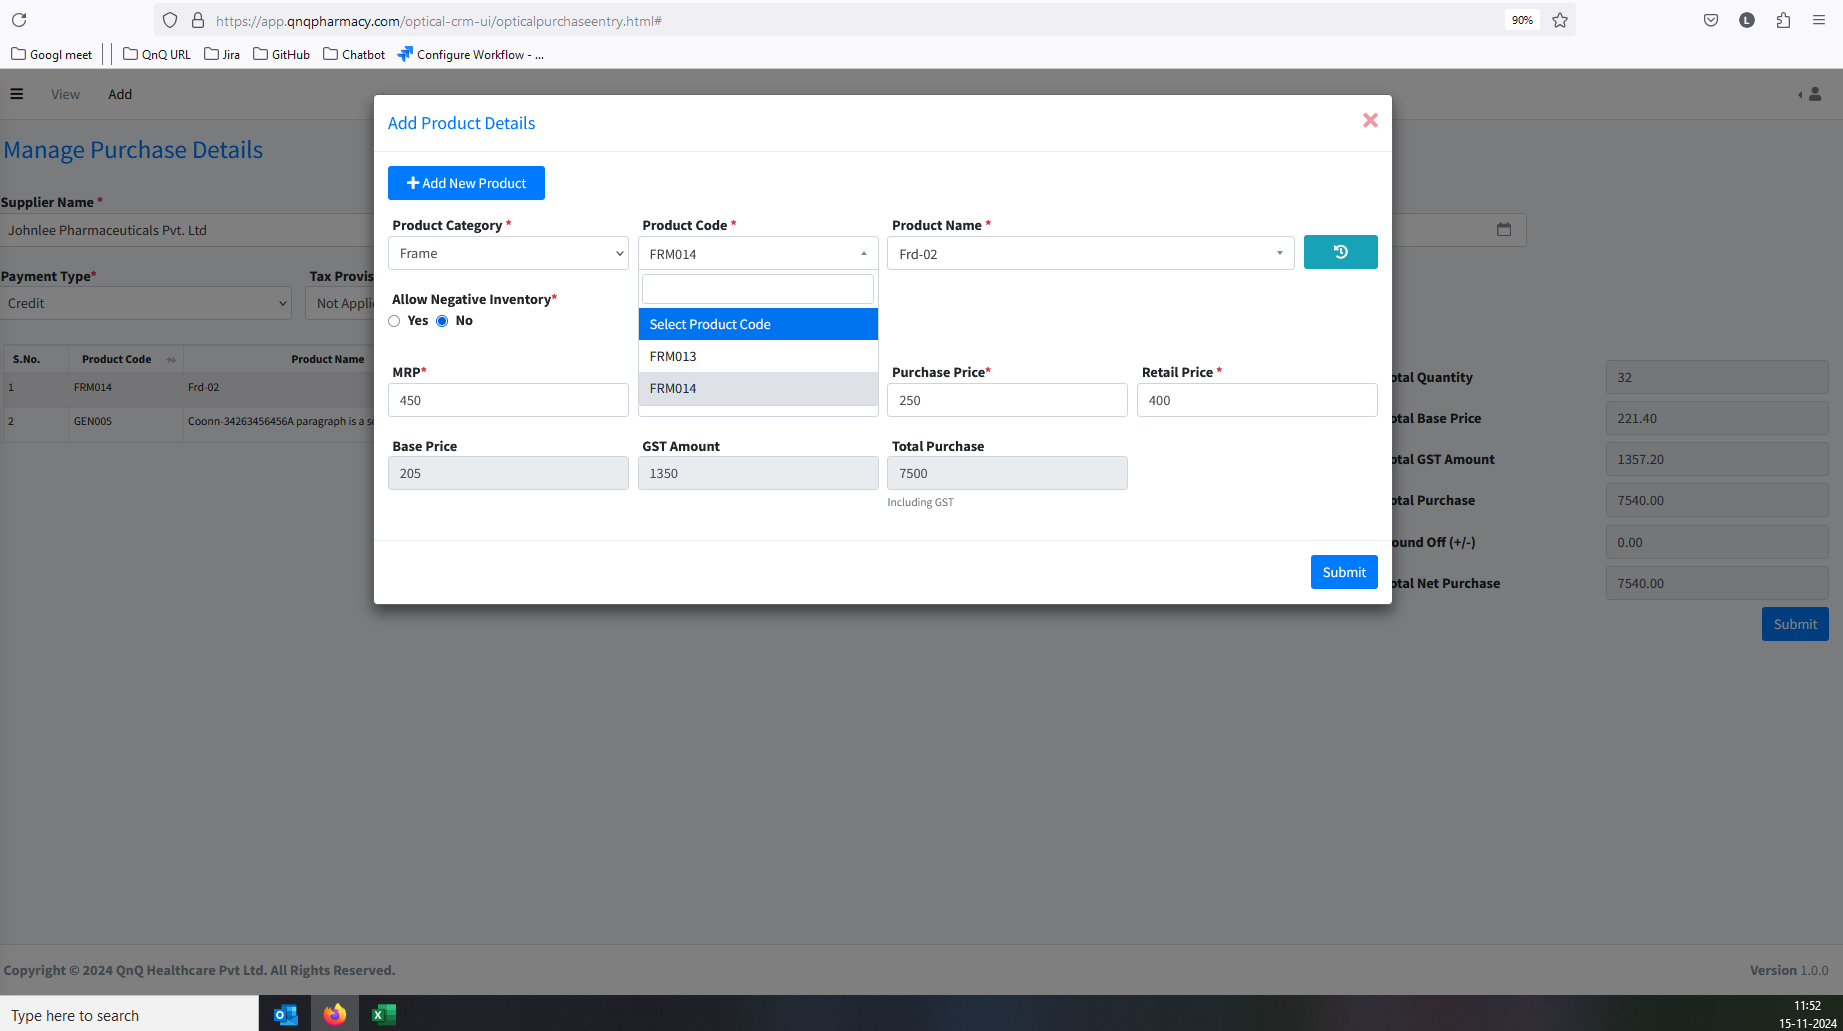 https://app.qnqpharmacy.com/optical-crm-ui/opticalpurchaseentry.html#
90%
L
Googl meet
QnQ URL
Jira
GitHub
Chatbot
Configure Workflow - ...
View
Add
Manage Purchase Details
Supplier Name *
Johnlee Pharmaceuticals Pvt. Ltd
Payment Type*
Credit
Tax Provis
Not Appli
S.No.
Product Code
Product Name
1
FRM014
Frd-02
2
GEN005
Coonn-34263456456A paragraph is a s
Add Product Details
Add New Product
Product Category *
Frame
Product Code *
FRM014
Select Product Code
FRM013
FRM014
Product Name *
Frd-02
Allow Negative Inventory*
Yes
No
MRP*
450
Purchase Price*
250
Retail Price *
400
Base Price
205
GST Amount
1350
Total Purchase
7500
Including GST
Submit
otal Quantity
32
otal Base Price
221.40
otal GST Amount
1357.20
otal Purchase
7540.00
ound Off (+/-)
0.00
otal Net Purchase
7540.00
Submit
Copyright © 2024 QnQ Healthcare Pvt Ltd. All Rights Reserved.
Version 1.0.0
Type here to search
11:52
15-11-2024